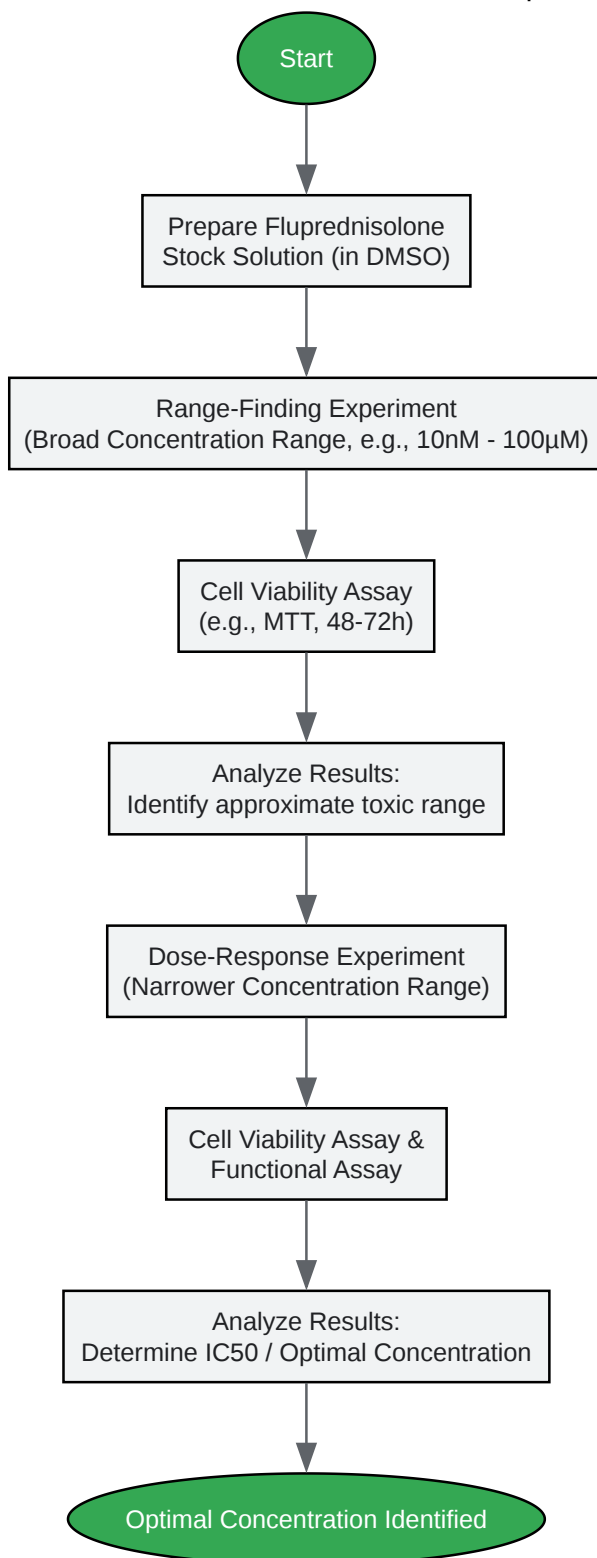 Start
Prepare Fluprednisolone
Stock Solution (in DMSO)
Range-Finding Experiment
(Broad Concentration Range, e.g., 10nM - 100µM)
Cell Viability Assay
(e.g., MTT, 48-72h)
Analyze Results:
Identify approximate toxic range
Dose-Response Experiment
(Narrower Concentration Range)
Cell Viability Assay &
Functional Assay
Analyze Results:
Determine IC50 / Optimal Concentration
Optimal Concentration Identified